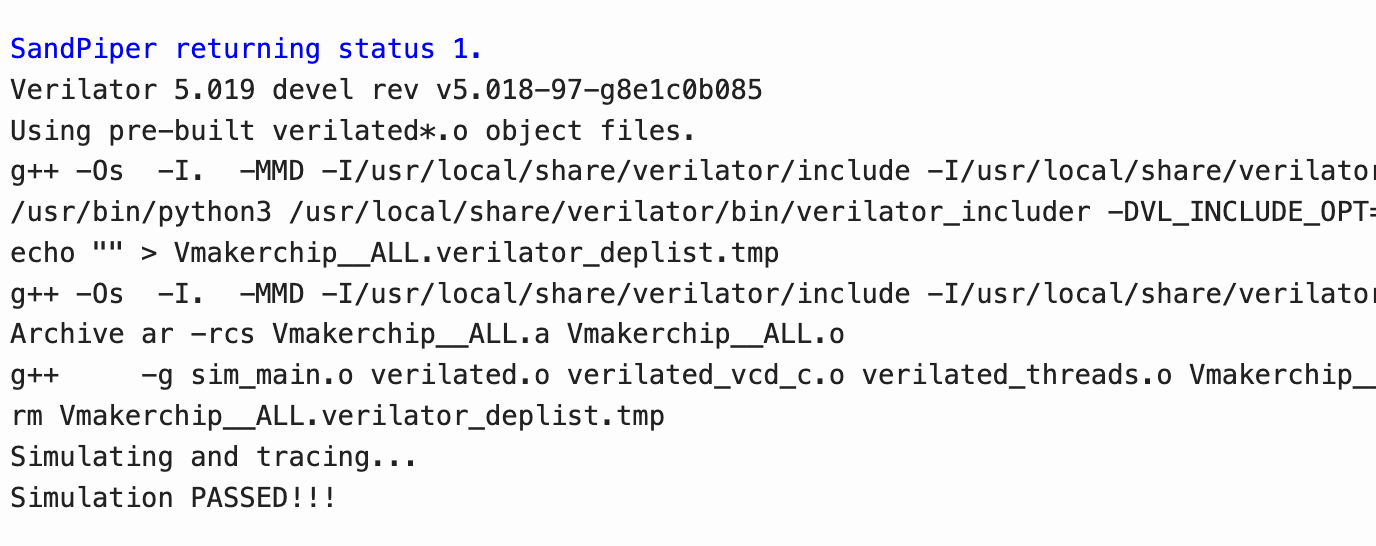 SandPiper returning status 1.
Verilator 5.019 devel rev v5.018-97-g8e1c0b085
Using pre-built verilated*.o object files.
g++ -Os  -I.  -MMD -I/usr/local/share/verilator/include -I/usr/local/share/verilator
/usr/bin/python3 /usr/local/share/verilator/bin/verilator_includer -DVL_INCLUDE_OPT=
echo "" > Vmakerchip__ALL.verilator_deplist.tmp
g++ -Os  -I.  -MMD -I/usr/local/share/verilator/include -I/usr/local/share/verilator
Archive ar -rcs Vmakerchip__ALL.a Vmakerchip__ALL.o
g++     -g sim_main.o verilated.o verilated_vcd_c.o verilated_threads.o Vmakerchip__
rm Vmakerchip__ALL.verilator_deplist.tmp
Simulating and tracing...
Simulation PASSED!!!